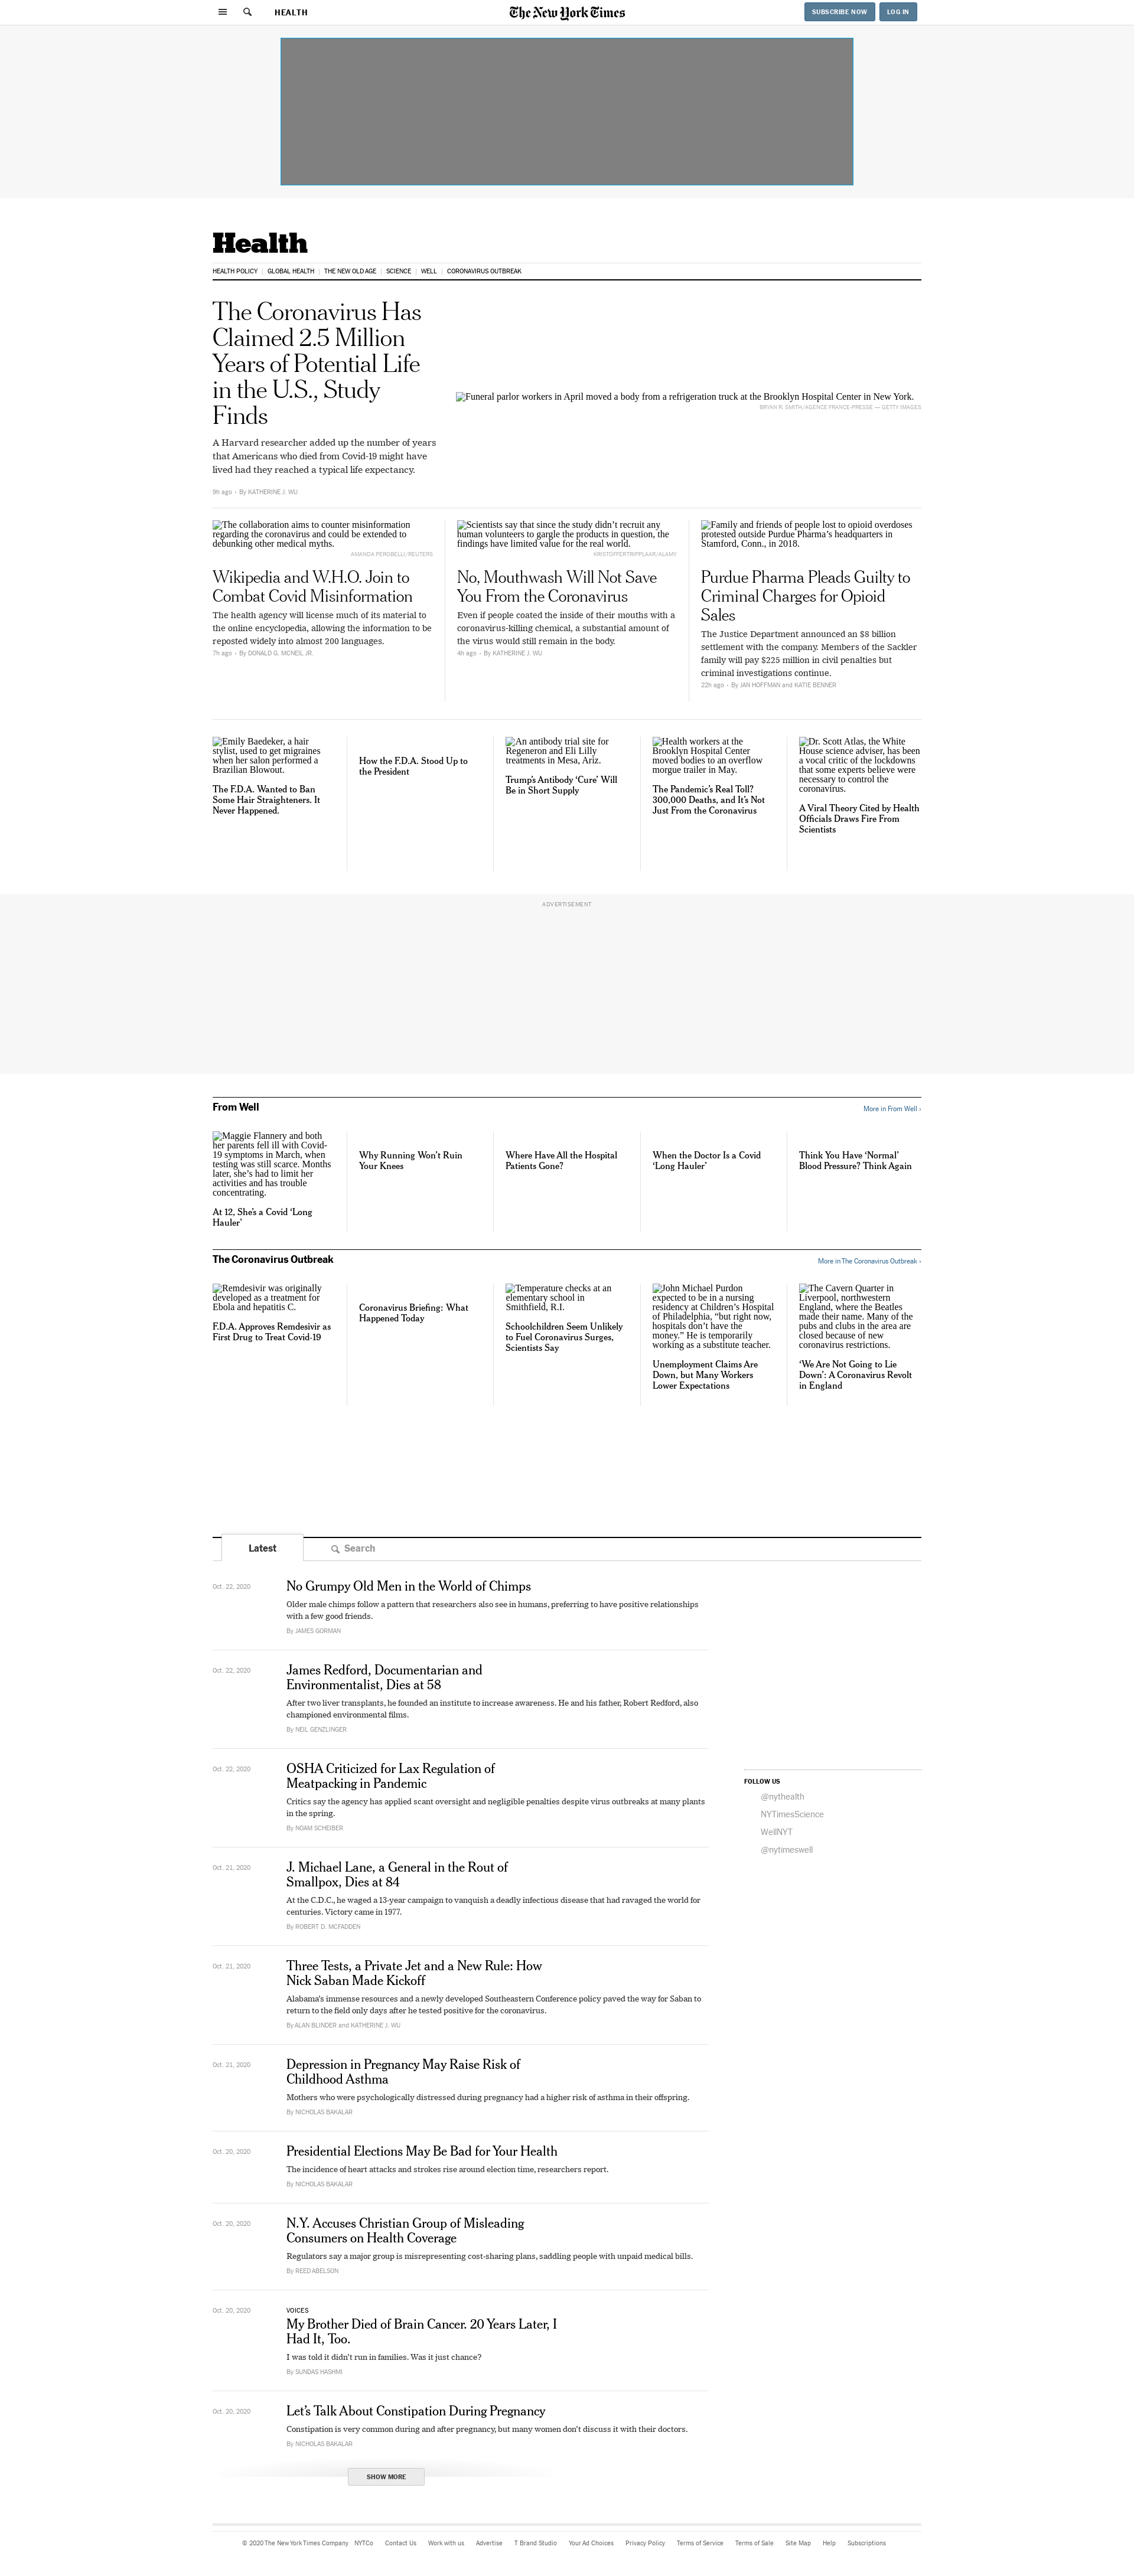 HEALTH
The New York Times
SUBSCRIBE NOW
LOG IN
Health
HEALTH POLICY
GLOBAL HEALTH
THE NEW OLD AGE
SCIENCE
WELL
CORONAVIRUS OUTBREAK
The Coronavirus Has
Claimed 2.5 Million
Years of Potential Life
in the U.S., Study
Finds
A Harvard researcher added up the number of years
that Americans who died from Covid-19 might have
lived had they reached a typical life expectancy.
9h ago • By KATHERINE J. WU
Funeral parlor workers in April moved a body from a refrigeration truck at the Brooklyn Hospital Center in New York.
BRYAN R. SMITH/AGENCE FRANCE-PRESSE — GETTY IMAGES
The collaboration aims to counter misinformation
regarding the coronavirus and could be extended to
debunking other medical myths.
AMANDA PEROBELLI/REUTERS
Wikipedia and W.H.O. Join to
Combat Covid Misinformation
The health agency will license much of its material to
the online encyclopedia, allowing the information to be
reposted widely into almost 200 languages.
7h ago • By DONALD G. MCNEIL JR.
Scientists say that since the study didn’t recruit any
human volunteers to gargle the products in question, the
findings have limited value for the real world.
KRISTOFFERTRIPPLAAR/ALAMY
No, Mouthwash Will Not Save
You From the Coronavirus
Even if people coated the inside of their mouths with a
coronavirus-killing chemical, a substantial amount of
the virus would still remain in the body.
4h ago • By KATHERINE J. WU
Family and friends of people lost to opioid overdoses
protested outside Purdue Pharma’s headquarters in
Stamford, Conn., in 2018.
Purdue Pharma Pleads Guilty to
Criminal Charges for Opioid
Sales
The Justice Department announced an $8 billion
settlement with the company. Members of the Sackler
family will pay $225 million in civil penalties but
criminal investigations continue.
22h ago • By JAN HOFFMAN and KATIE BENNER
Emily Baedeker, a hair
stylist, used to get migraines
when her salon performed a
Brazilian Blowout.
The F.D.A. Wanted to Ban
Some Hair Straighteners. It
Never Happened.
How the F.D.A. Stood Up to
the President
An antibody trial site for
Regeneron and Eli Lilly
treatments in Mesa, Ariz.
Trump’s Antibody ‘Cure’ Will
Be in Short Supply
Health workers at the
Brooklyn Hospital Center
moved bodies to an overflow
morgue trailer in May.
The Pandemic’s Real Toll?
300,000 Deaths, and It’s Not
Just From the Coronavirus
Dr. Scott Atlas, the White
House science adviser, has been
a vocal critic of the lockdowns
that some experts believe were
necessary to control the
coronavirus.
A Viral Theory Cited by Health
Officials Draws Fire From
Scientists
ADVERTISEMENT
From Well
More in From Well ›
Maggie Flannery and both
her parents fell ill with Covid-
19 symptoms in March, when
testing was still scarce. Months
later, she’s had to limit her
activities and has trouble
concentrating.
At 12, She’s a Covid ‘Long
Hauler’
Why Running Won’t Ruin
Your Knees
Where Have All the Hospital
Patients Gone?
When the Doctor Is a Covid
‘Long Hauler’
Think You Have ‘Normal’
Blood Pressure? Think Again
The Coronavirus Outbreak
More in The Coronavirus Outbreak ›
Remdesivir was originally
developed as a treatment for
Ebola and hepatitis C.
F.D.A. Approves Remdesivir as
First Drug to Treat Covid-19
Coronavirus Briefing: What
Happened Today
Temperature checks at an
elementary school in
Smithfield, R.I.
Schoolchildren Seem Unlikely
to Fuel Coronavirus Surges,
Scientists Say
John Michael Purdon
expected to be in a nursing
residency at Children’s Hospital
of Philadelphia, “but right now,
hospitals don’t have the
money.” He is temporarily
working as a substitute teacher.
Unemployment Claims Are
Down, but Many Workers
Lower Expectations
The Cavern Quarter in
Liverpool, northwestern
England, where the Beatles
made their name. Many of the
pubs and clubs in the area are
closed because of new
coronavirus restrictions.
‘We Are Not Going to Lie
Down’: A Coronavirus Revolt
in England
Latest
Search
Oct. 22, 2020
No Grumpy Old Men in the World of Chimps
Older male chimps follow a pattern that researchers also see in humans, preferring to have positive relationships
with a few good friends.
By JAMES GORMAN
Oct. 22, 2020
James Redford, Documentarian and
Environmentalist, Dies at 58
After two liver transplants, he founded an institute to increase awareness. He and his father, Robert Redford, also
championed environmental films.
By NEIL GENZLINGER
Oct. 22, 2020
OSHA Criticized for Lax Regulation of
Meatpacking in Pandemic
Critics say the agency has applied scant oversight and negligible penalties despite virus outbreaks at many plants
in the spring.
By NOAM SCHEIBER
FOLLOW US
@nythealth
NYTimesScience
WellNYT
@nytimeswell
Oct. 21, 2020
J. Michael Lane, a General in the Rout of
Smallpox, Dies at 84
At the C.D.C., he waged a 13-year campaign to vanquish a deadly infectious disease that had ravaged the world for
centuries. Victory came in 1977.
By ROBERT D. MCFADDEN
Oct. 21, 2020
Three Tests, a Private Jet and a New Rule: How
Nick Saban Made Kickoff
Alabama’s immense resources and a newly developed Southeastern Conference policy paved the way for Saban to
return to the field only days after he tested positive for the coronavirus.
By ALAN BLINDER and KATHERINE J. WU
Oct. 21, 2020
Depression in Pregnancy May Raise Risk of
Childhood Asthma
Mothers who were psychologically distressed during pregnancy had a higher risk of asthma in their offspring.
By NICHOLAS BAKALAR
Oct. 20, 2020
Presidential Elections May Be Bad for Your Health
The incidence of heart attacks and strokes rise around election time, researchers report.
By NICHOLAS BAKALAR
Oct. 20, 2020
N.Y. Accuses Christian Group of Misleading
Consumers on Health Coverage
Regulators say a major group is misrepresenting cost-sharing plans, saddling people with unpaid medical bills.
By REED ABELSON
Oct. 20, 2020
VOICES
My Brother Died of Brain Cancer. 20 Years Later, I
Had It, Too.
I was told it didn’t run in families. Was it just chance?
By SUNDAS HASHMI
Oct. 20, 2020
Let’s Talk About Constipation During Pregnancy
Constipation is very common during and after pregnancy, but many women don’t discuss it with their doctors.
By NICHOLAS BAKALAR
SHOW MORE
© 2020 The New York Times Company NYTCo Contact Us Work with us Advertise T Brand Studio Your Ad Choices Privacy Policy Terms of Service Terms of Sale Site Map Help Subscriptions